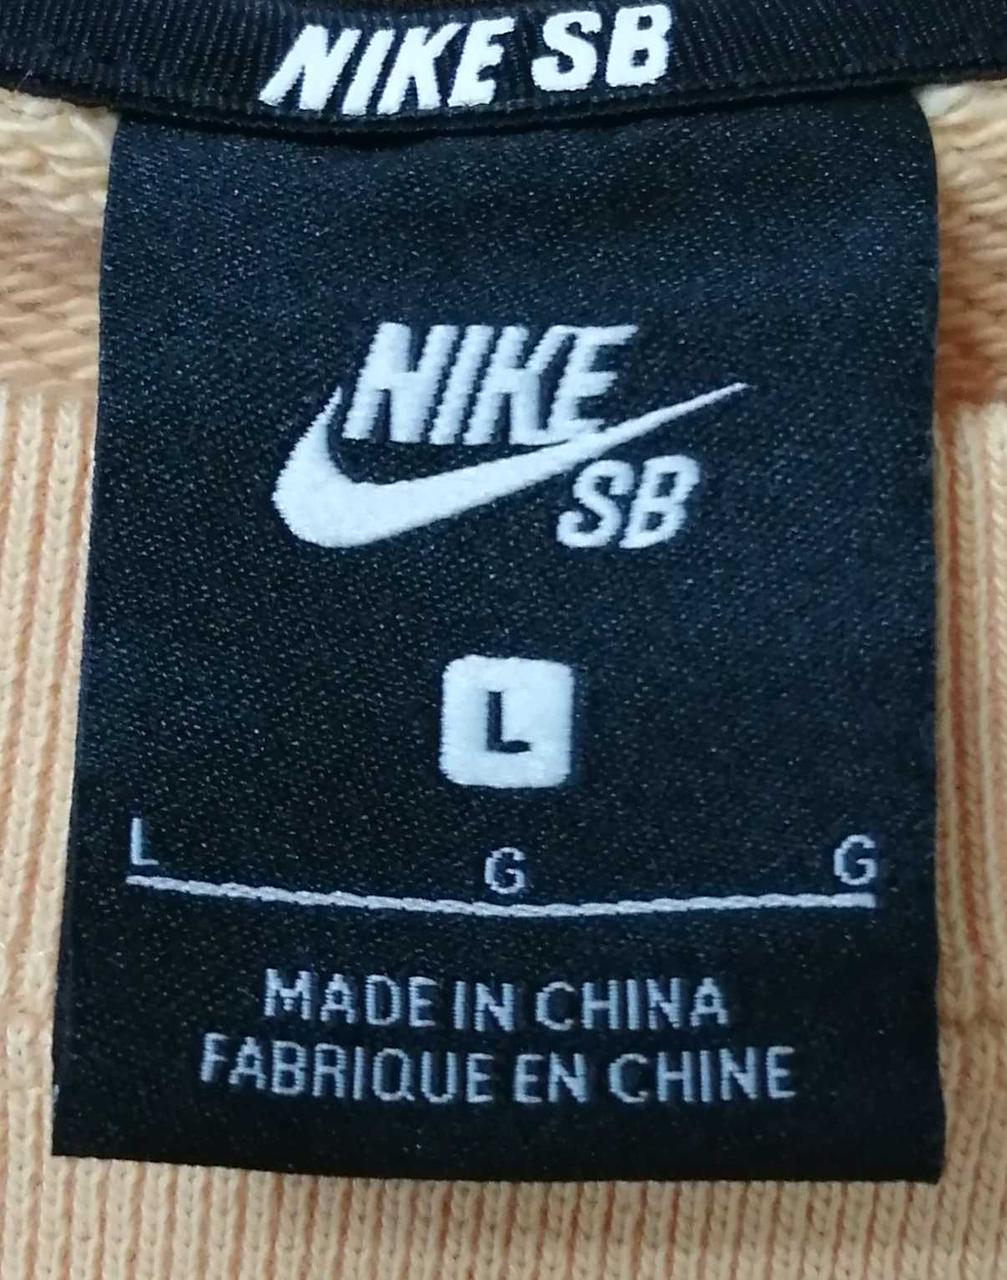 NIKE SB
NIKE
SB
L
L G G
MADE IN CHINA
FABRIQUE EN CHINE